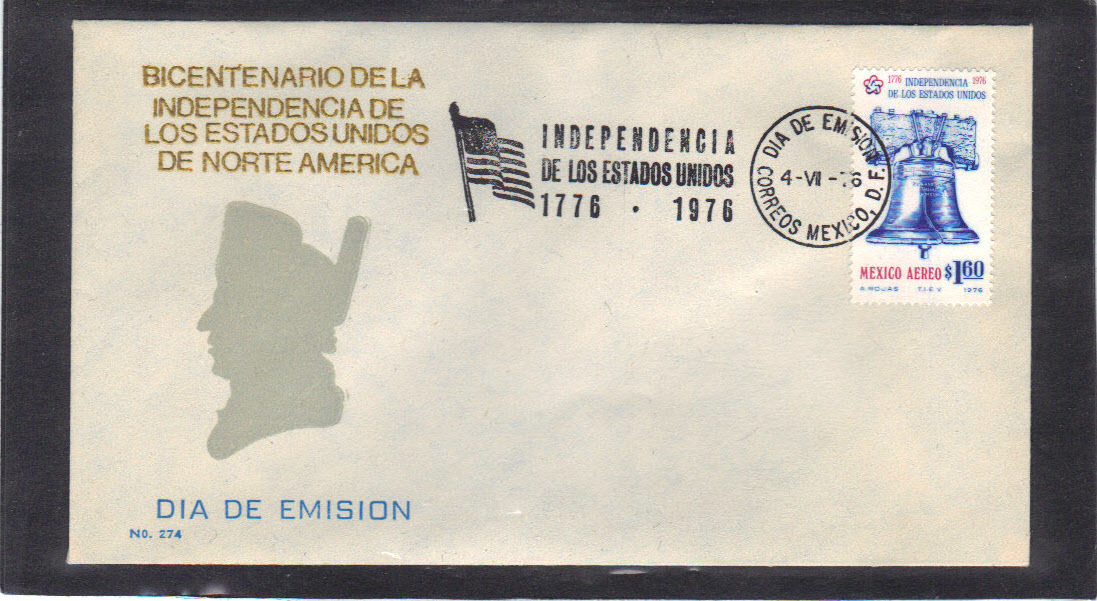 BICENTENARIO DE LA
INDEPENDENCIA DE
LOS ESTADOS UNIDOS
DE NORTE AMERICA
INDEPENDENCIA
DE LOS ESTADOS UNIDOS
1776 • 1976
DIA DE EMISION
4-VII-76
CORREOS MEXICO, D.F.
1776 INDEPENDENCIA 1976
DE LOS ESTADOS UNIDOS
MEXICO AEREO $1.60
A. ROJAS T.I.E.V. 1976
DIA DE EMISION
NO. 274